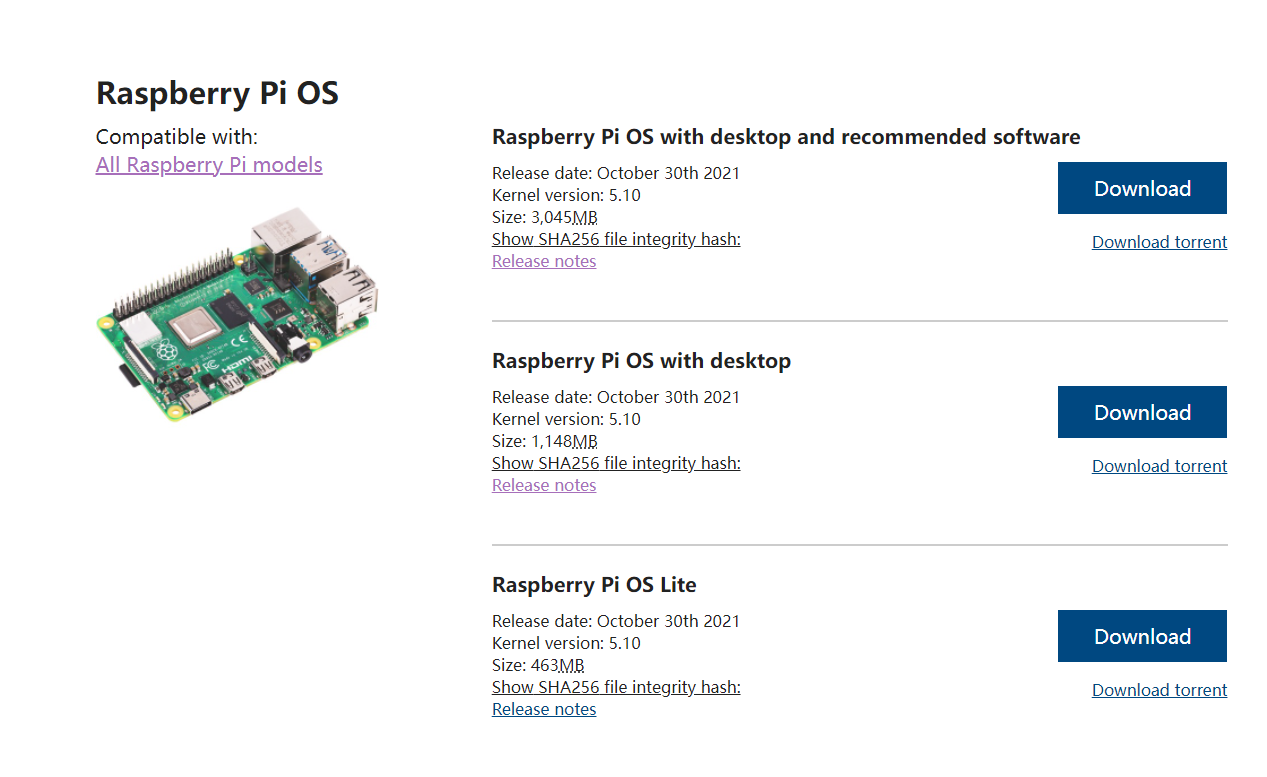 Raspberry Pi OS
Compatible with:
All Raspberry Pi models
HDMI
Raspberry Pi OS with desktop and recommended software
Release date: October 30th 2021
Kernel version: 5.10
Size: 3,045MB
Show SHA256 file integrity hash:
Release notes
Download
Download torrent
Raspberry Pi OS with desktop
Release date: October 30th 2021
Kernel version: 5.10
Size: 1,148MB
Show SHA256 file integrity hash:
Release notes
Download
Download torrent
Raspberry Pi OS Lite
Release date: October 30th 2021
Kernel version: 5.10
Size: 463MB
Show SHA256 file integrity hash:
Release notes
Download
Download torrent